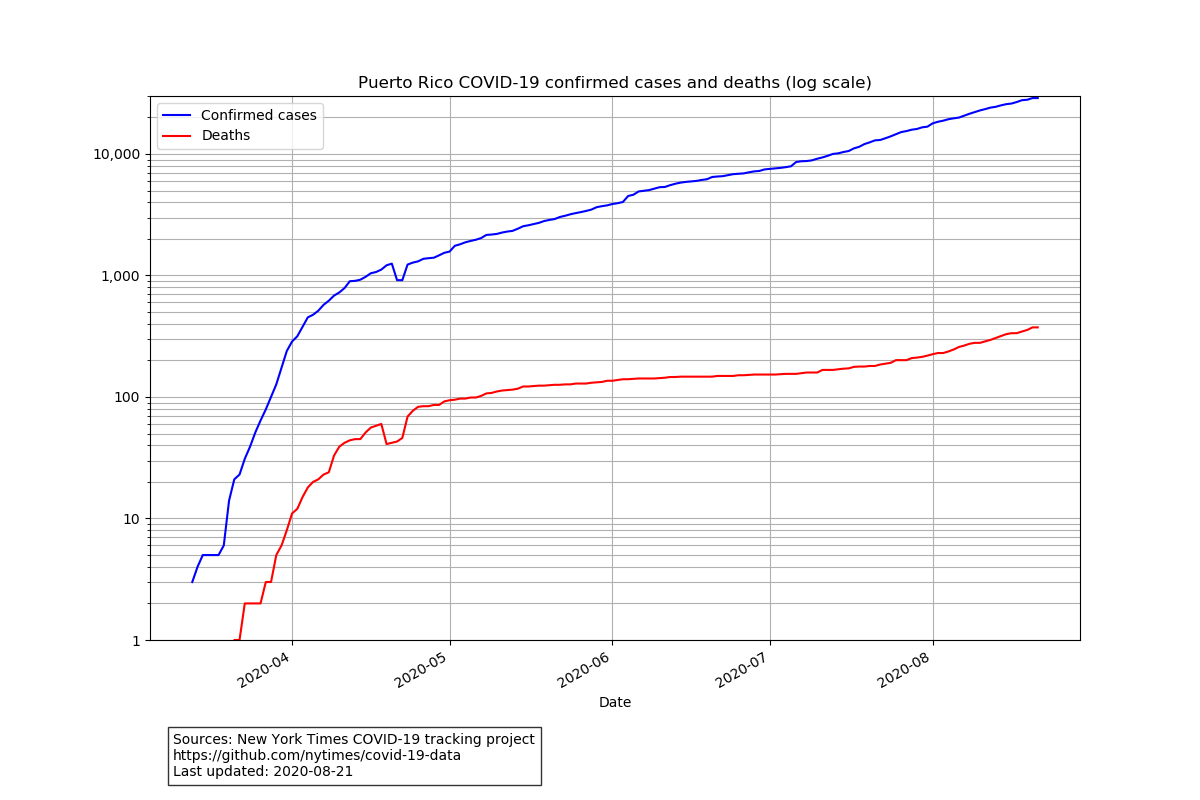 Puerto Rico COVID-19 confirmed cases and deaths (log scale)
Confirmed cases
Deaths
10,000
1,000
100
10
1
2020-04
2020-05
2020-06
2020-07
2020-08
Date
Sources: New York Times COVID-19 tracking project
https://github.com/nytimes/covid-19-data
Last updated: 2020-08-21